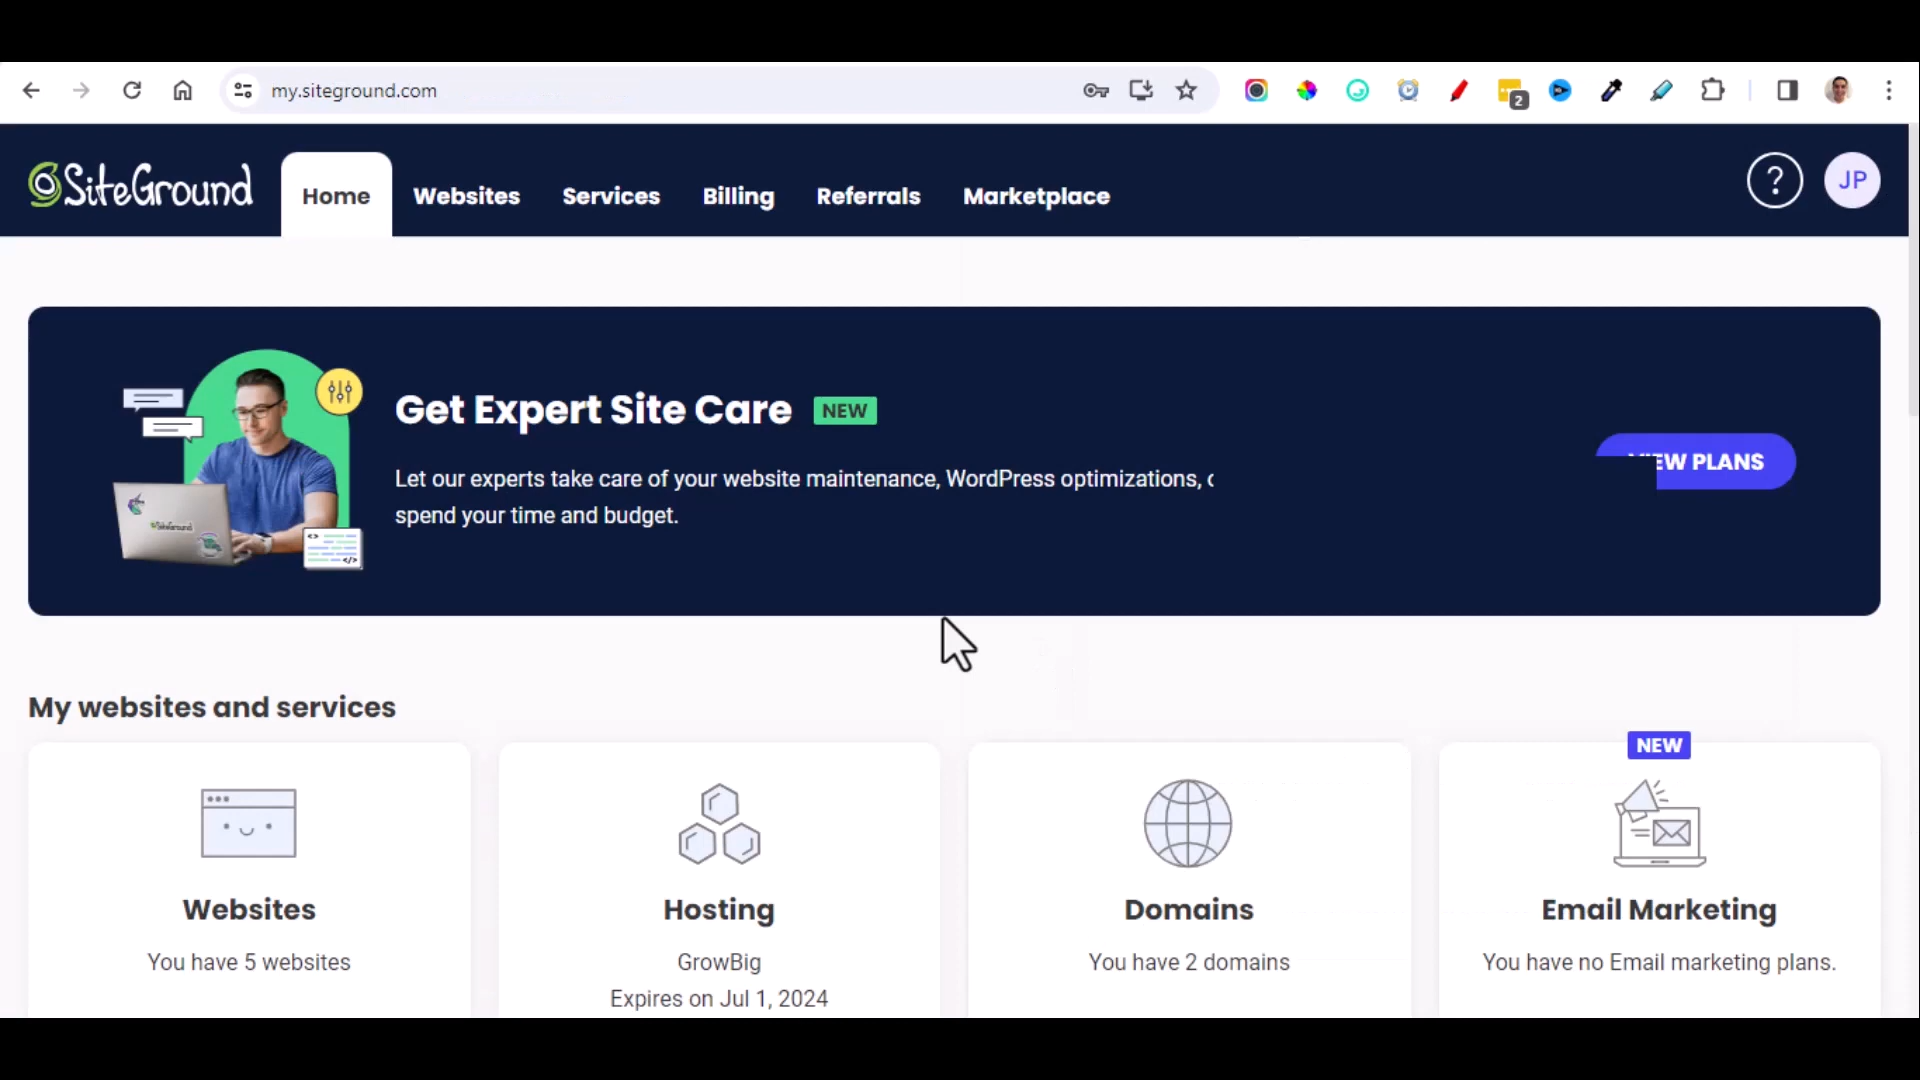 my.siteground.com
2
SiteGround
Home
Websites
Services
Billing
Referrals
Marketplace
?
JP
Get Expert Site Care NEW
Let our experts take care of your website maintenance, WordPress optimizations,
spend your time and budget.
VIEW PLANS
SiteGround
My websites and services
Websites
You have 5 websites
Hosting
GrowBig
Expires on Jul 1, 2024
Domains
You have 2 domains
NEW
Email Marketing
You have no Email marketing plans.